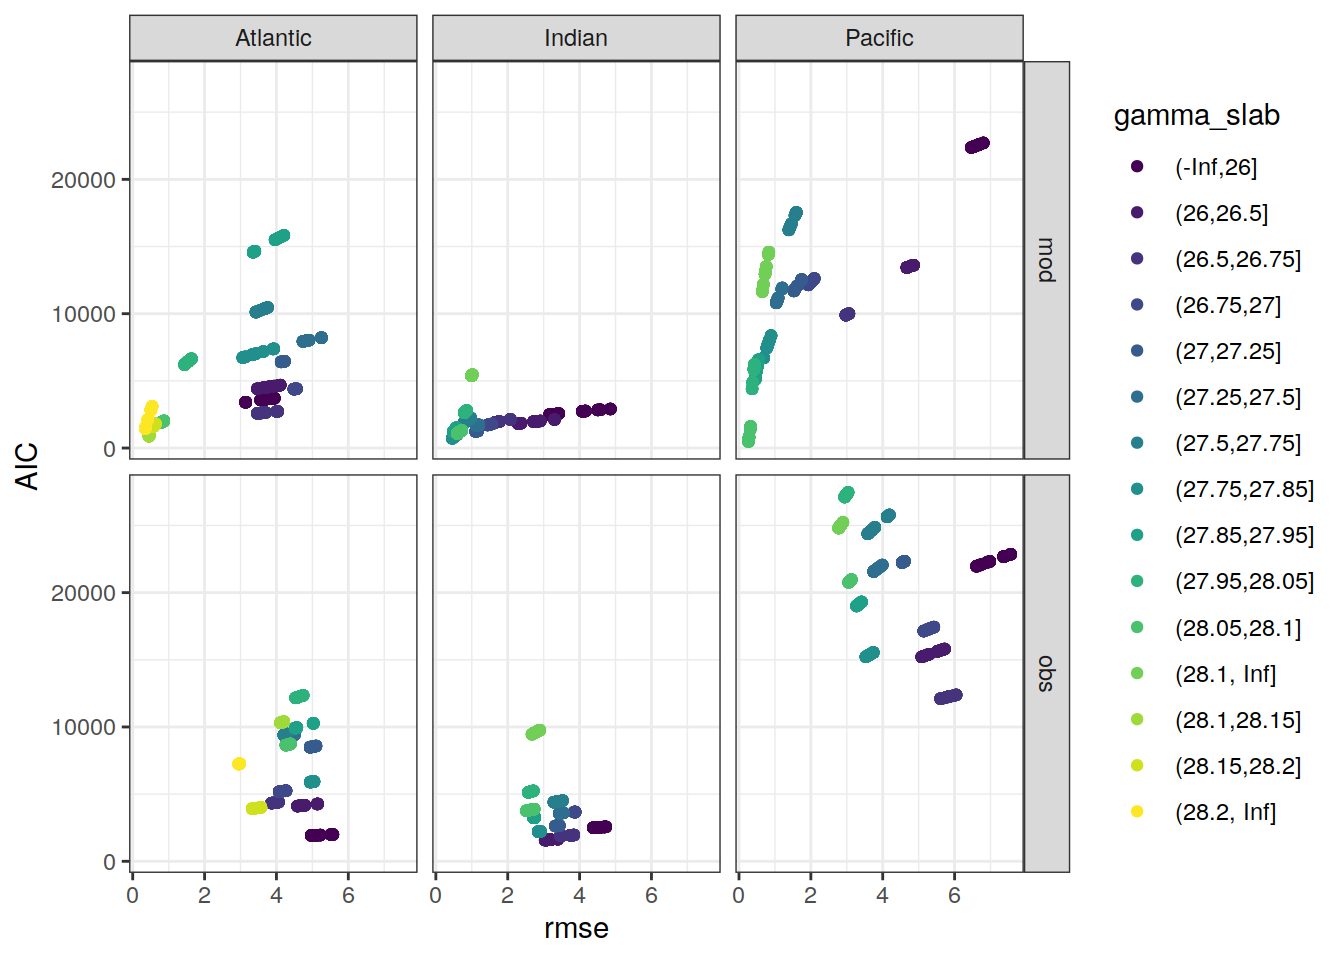 Atlantic
Indian
Pacific
gamma_slab
(-Inf,26]
(26,26.5]
(26.5,26.75]
(26.75,27]
(27,27.25]
(27.25,27.5]
(27.5,27.75]
(27.75,27.85]
(27.85,27.95]
(27.95,28.05]
(28.05,28.1]
(28.1, Inf]
(28.1,28.15]
(28.15,28.2]
(28.2, Inf]
mod
obs
AIC
20000
10000
0
20000
10000
0
0 2 4 6
0 2 4 6
0 2 4 6
rmse